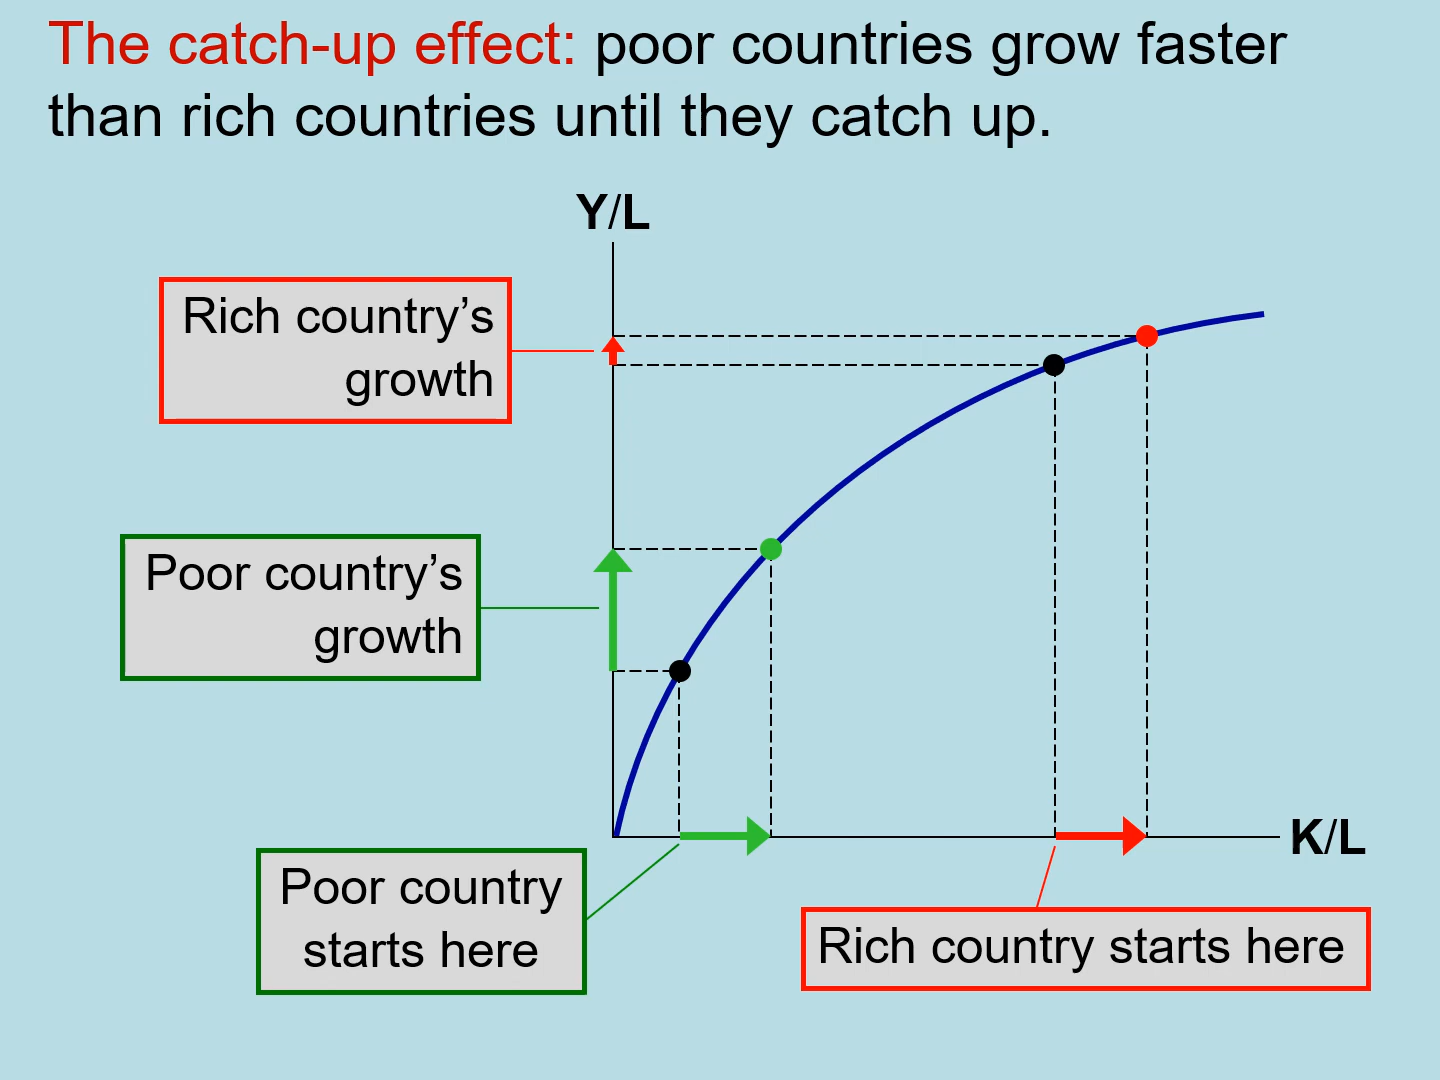 The catch-up effect: poor countries grow faster
than rich countries until they catch up.
Y/L
Rich country’s
growth
Poor country’s
growth
K/L
Poor country
starts here
Rich country starts here